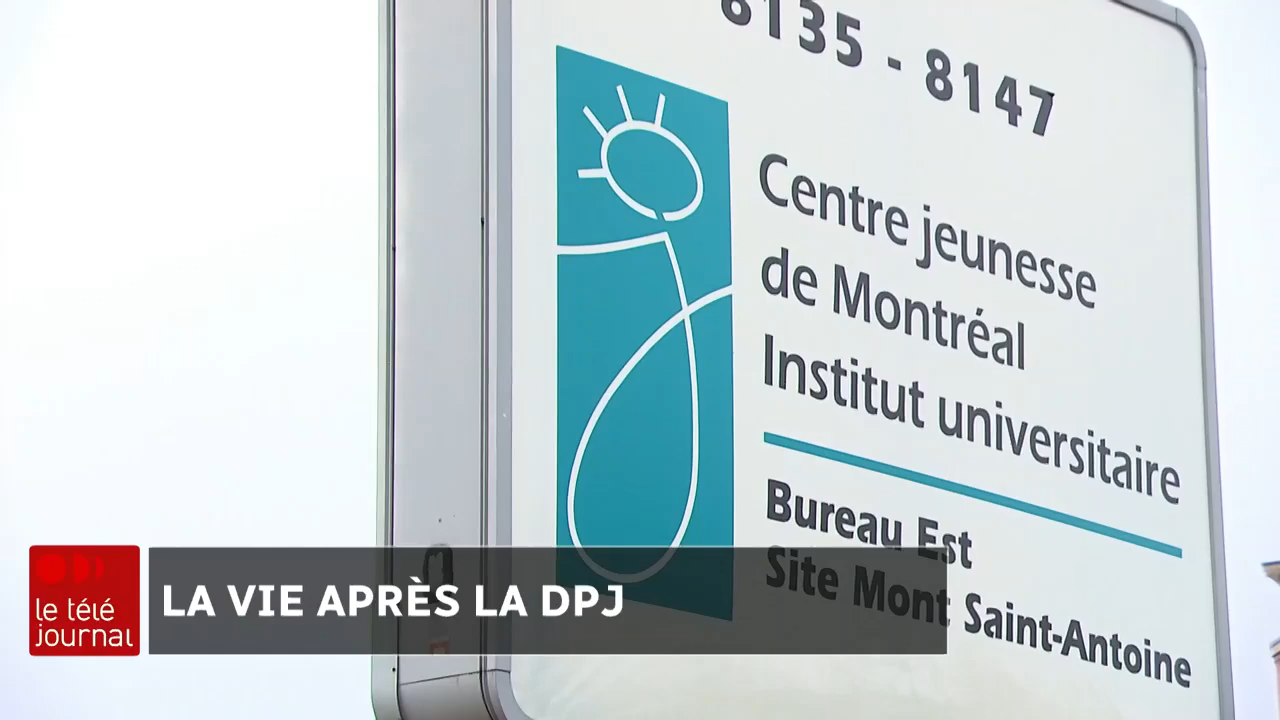 8135 - 8147
Centre jeunesse
de Montréal
Institut universitaire
Bureau Est
Site Mont Saint-Antoine
le télé
journal
LA VIE APRÈS LA DPJ